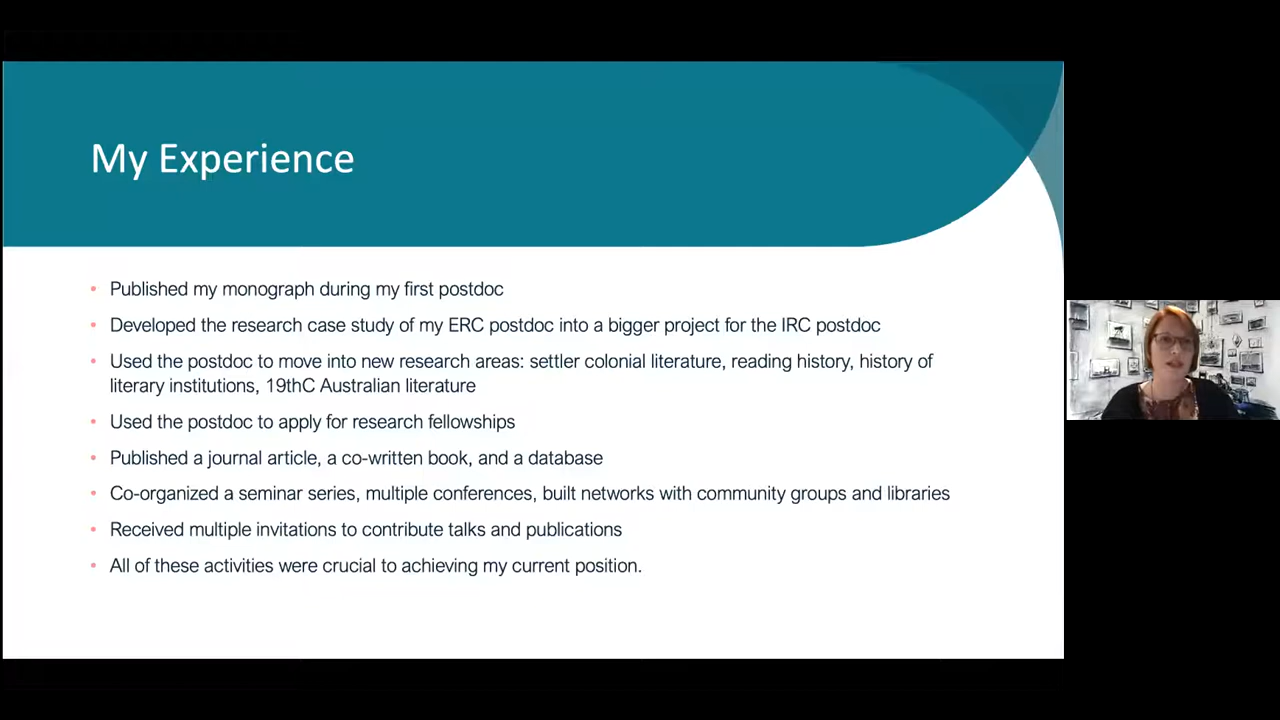 My Experience
• Published my monograph during my first postdoc
• Developed the research case study of my ERC postdoc into a bigger project for the IRC postdoc
• Used the postdoc to move into new research areas: settler colonial literature, reading history, history of
literary institutions, 19thC Australian literature
• Used the postdoc to apply for research fellowships
• Published a journal article, a co-written book, and a database
• Co-organized a seminar series, multiple conferences, built networks with community groups and libraries
• Received multiple invitations to contribute talks and publications
• All of these activities were crucial to achieving my current position.